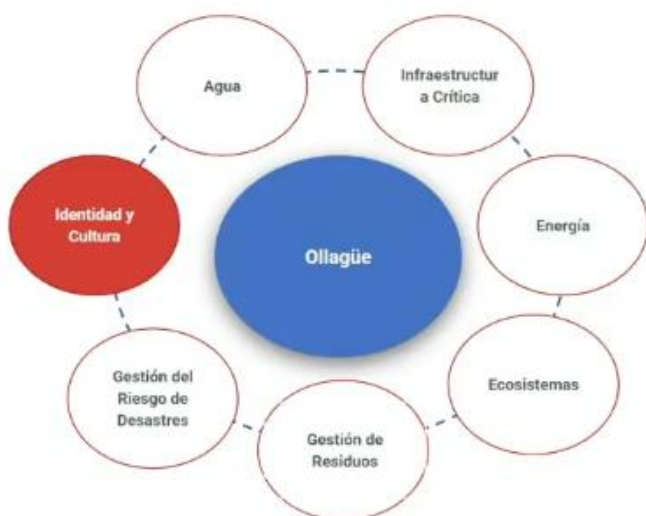 Agua
Infraestructur
a Crítica
Identidad y
Cultura
Energía
Ollagüe
Gestión del
Riesgo de
Desastres
Ecosistemas
Gestión de
Residuos